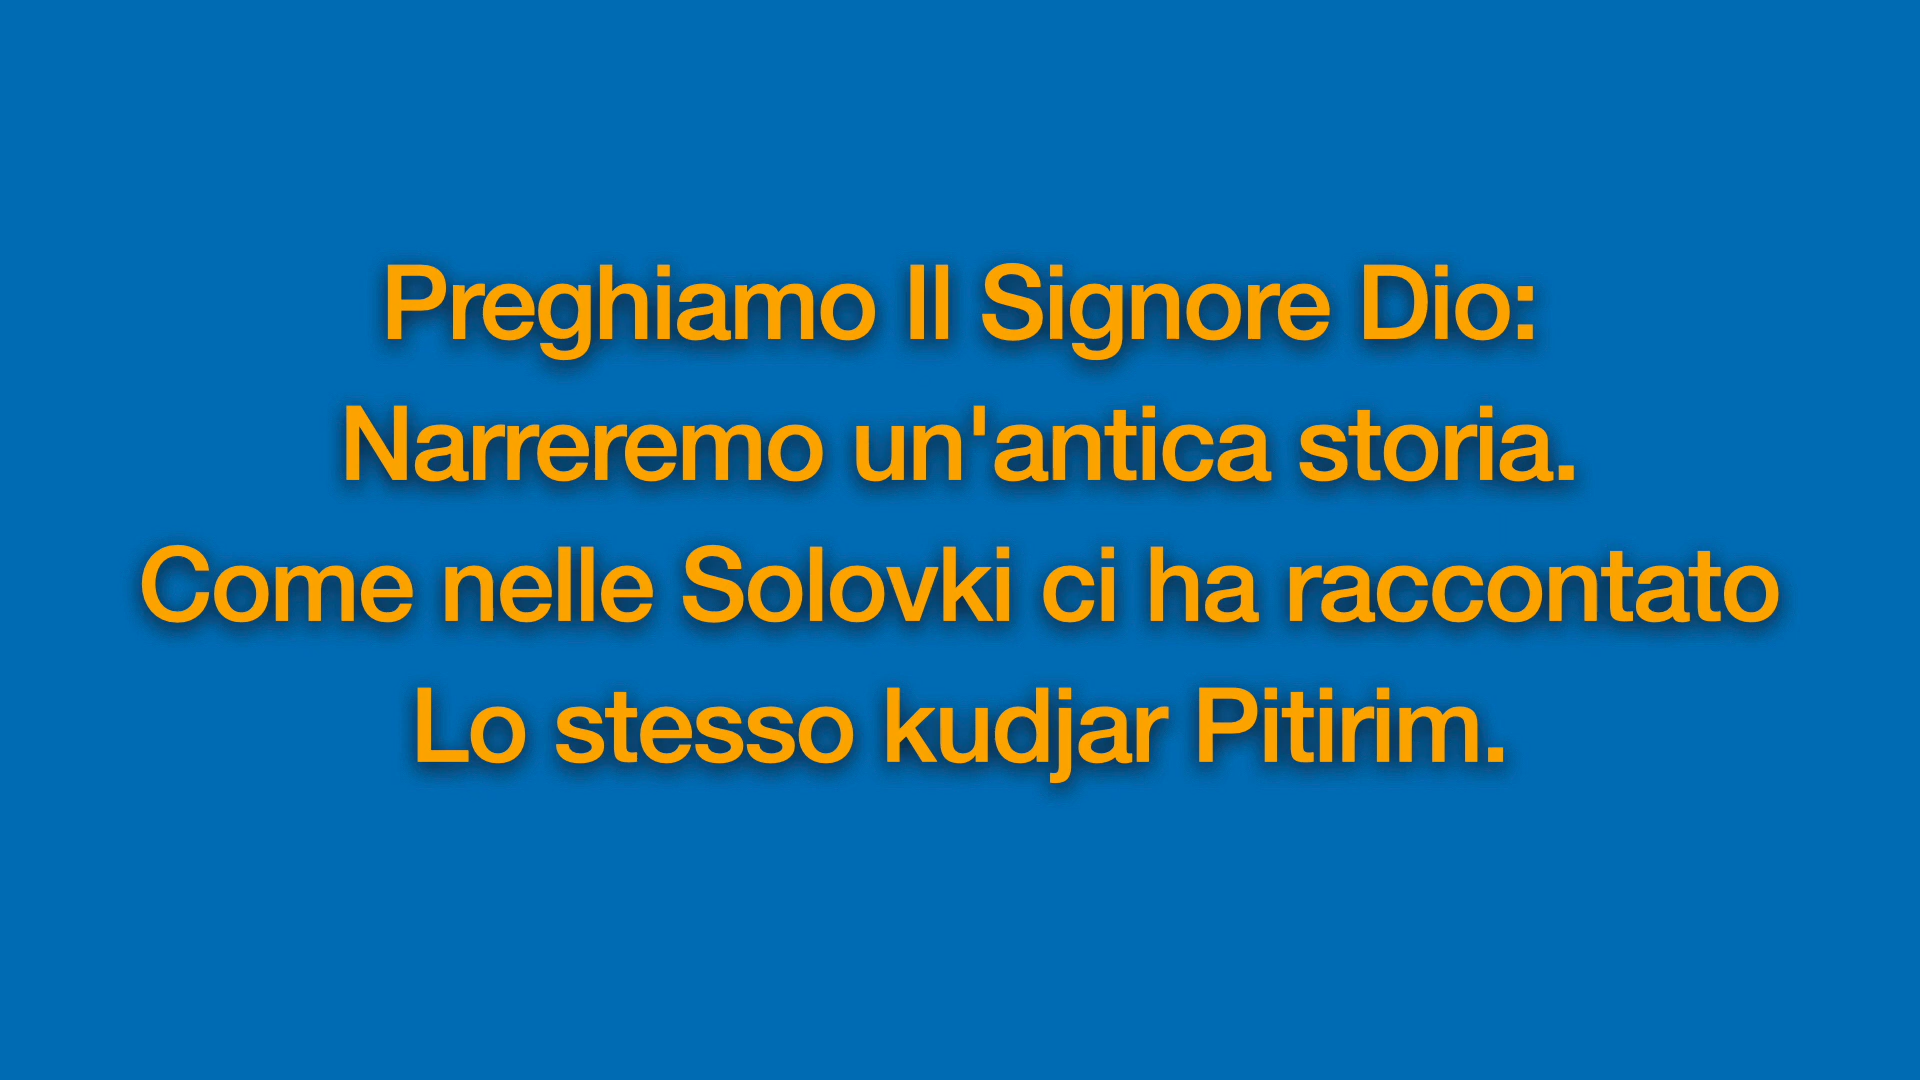 Preghiamo Il Signore Dio:
Narreremo un'antica storia.
Come nelle Solovki ci ha raccontato
Lo stesso kudjar Pitirim.